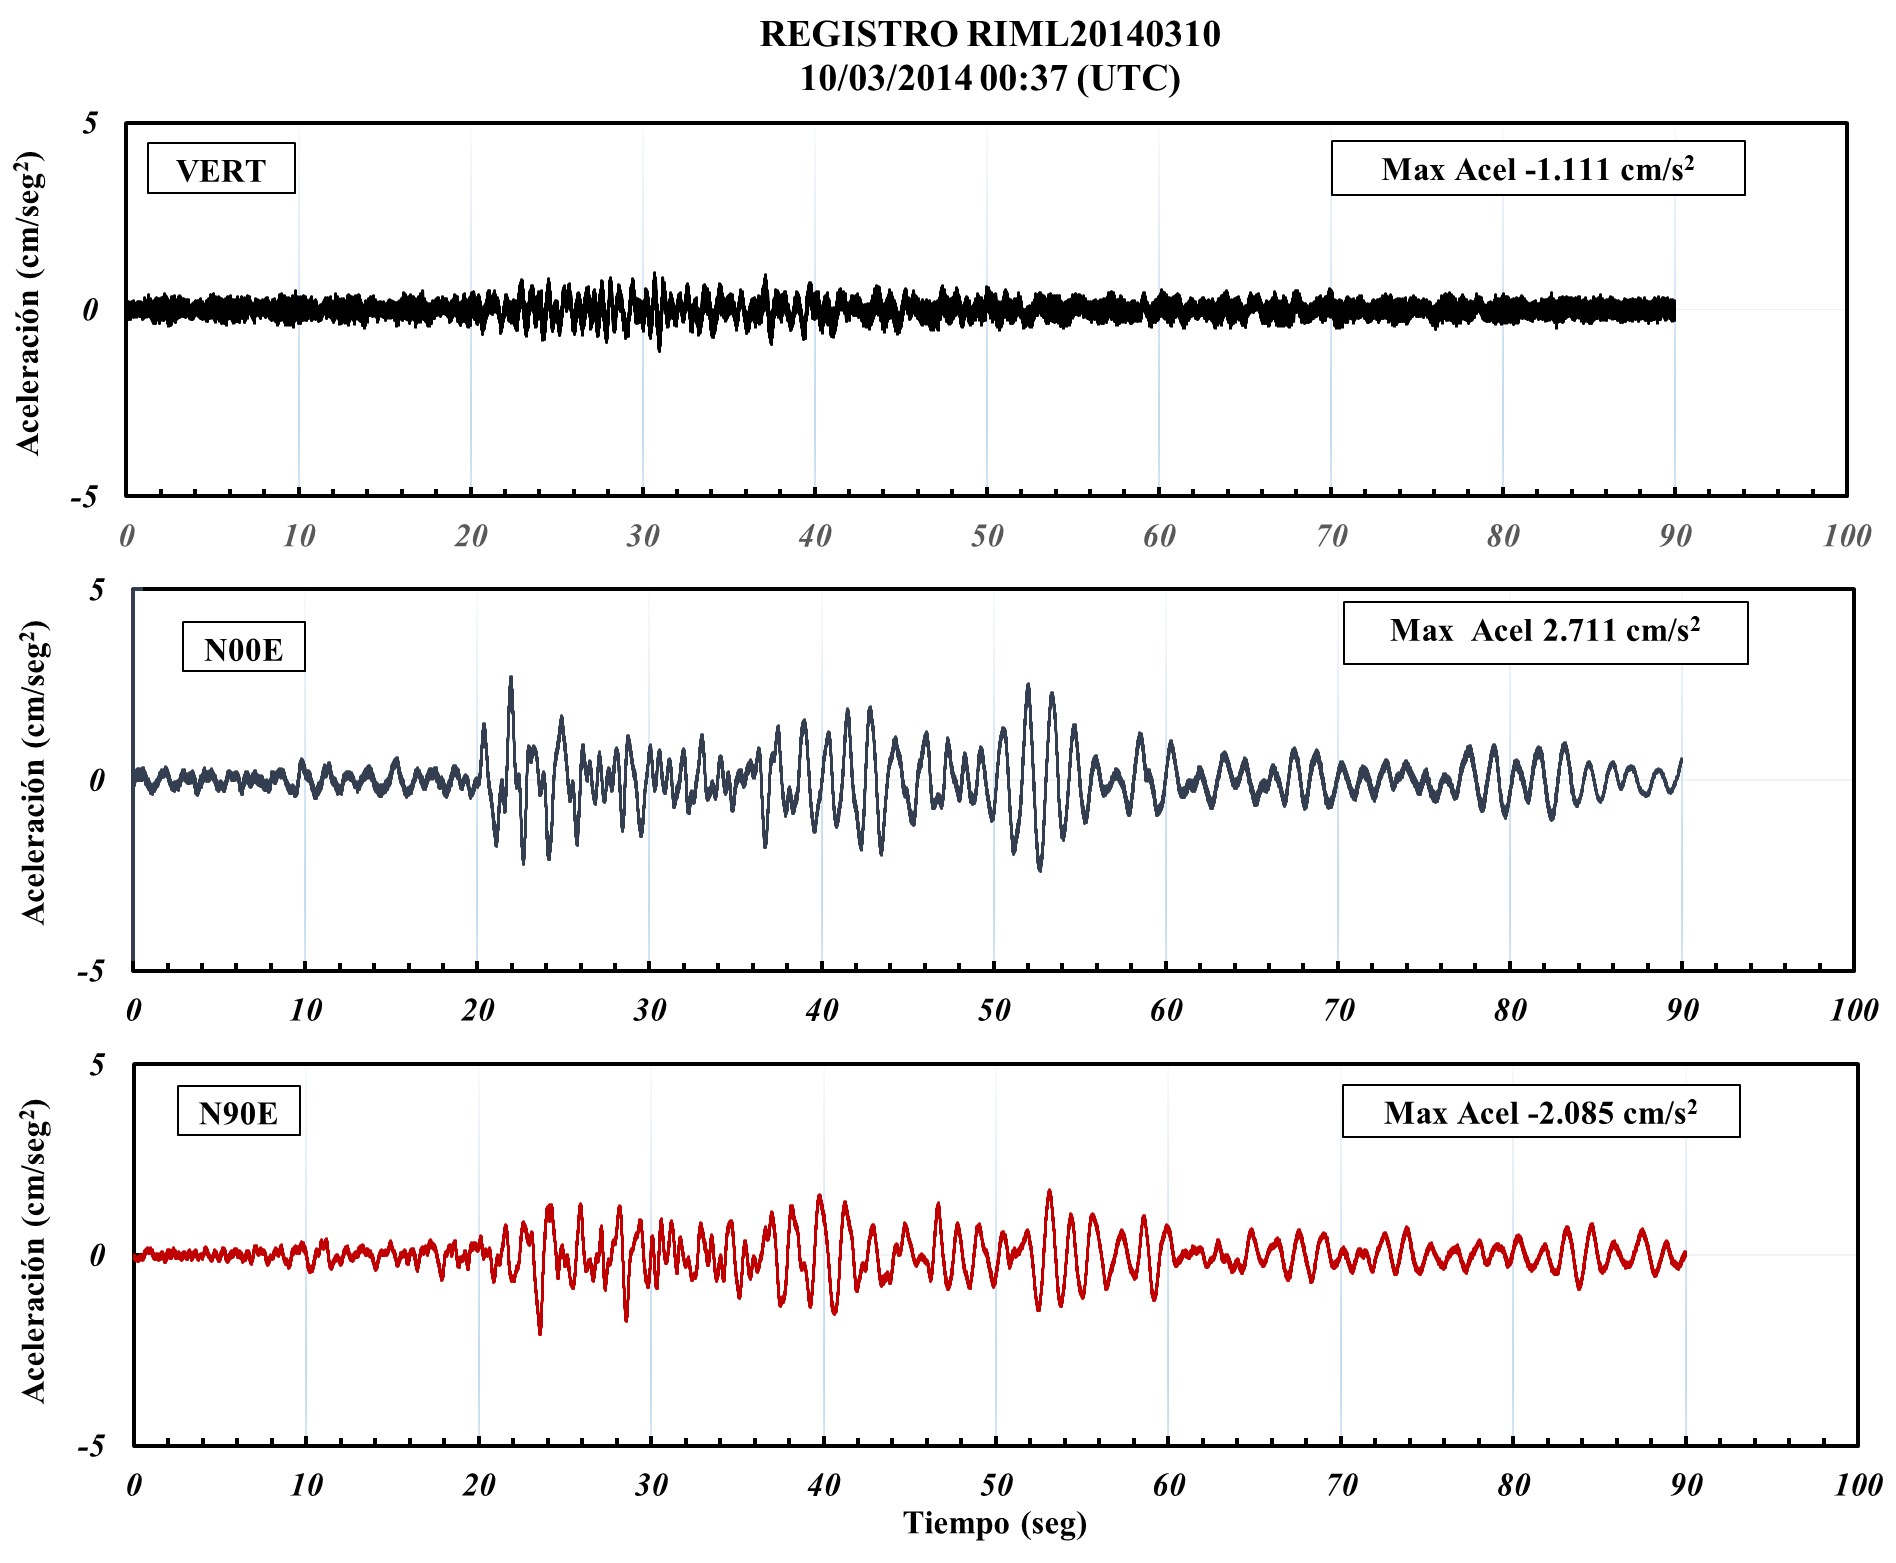 REGISTRO RIML20140310
10/03/2014 00:37 (UTC)
Aceleración (cm/seg²)
5
0
-5
VERT
Max Acel -1.111 cm/s²
0 10 20 30 40 50 60 70 80 90 100
Aceleración (cm/seg²)
5
0
-5
N00E
Max  Acel 2.711 cm/s²
0 10 20 30 40 50 60 70 80 90 100
Aceleración (cm/seg²)
5
0
-5
N90E
Max Acel -2.085 cm/s²
0 10 20 30 40 50 60 70 80 90 100
Tiempo (seg)